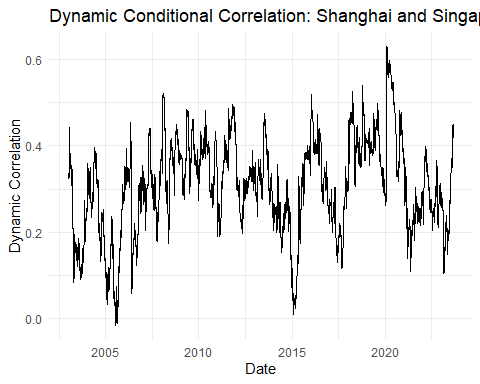 Dynamic Conditional Correlation: Shanghai and Singap
0.6
0.4
0.2
0.0
Dynamic Correlation
2005 2010 2015 2020
Date